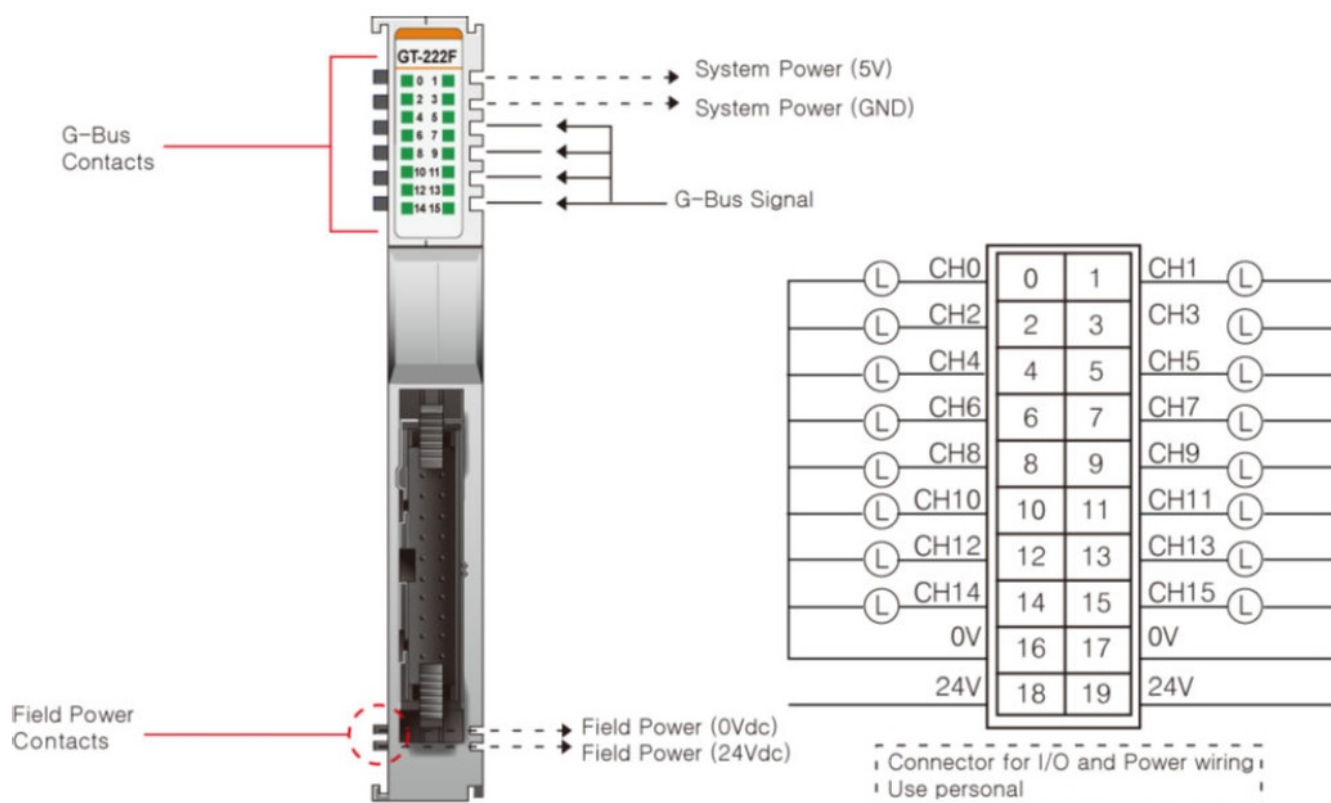 GT-222F
0 1
2 3
4 5
6 7
8 9
10 11
12 13
14 15
System Power (5V)
System Power (GND)
G-Bus
Contacts
G-Bus Signal
CH0 0 1 CH1
L L
CH2 2 3 CH3
L L
CH4 4 5 CH5
L L
CH6 6 7 CH7
L L
CH8 8 9 CH9
L L
CH10 10 11 CH11
L L
CH12 12 13 CH13
L L
CH14 14 15 CH15
L L
0V 16 17 0V
24V 18 19 24V
Field Power
Contacts
Field Power (0Vdc)
Field Power (24Vdc)
Connector for I/O and Power wiring
Use personal